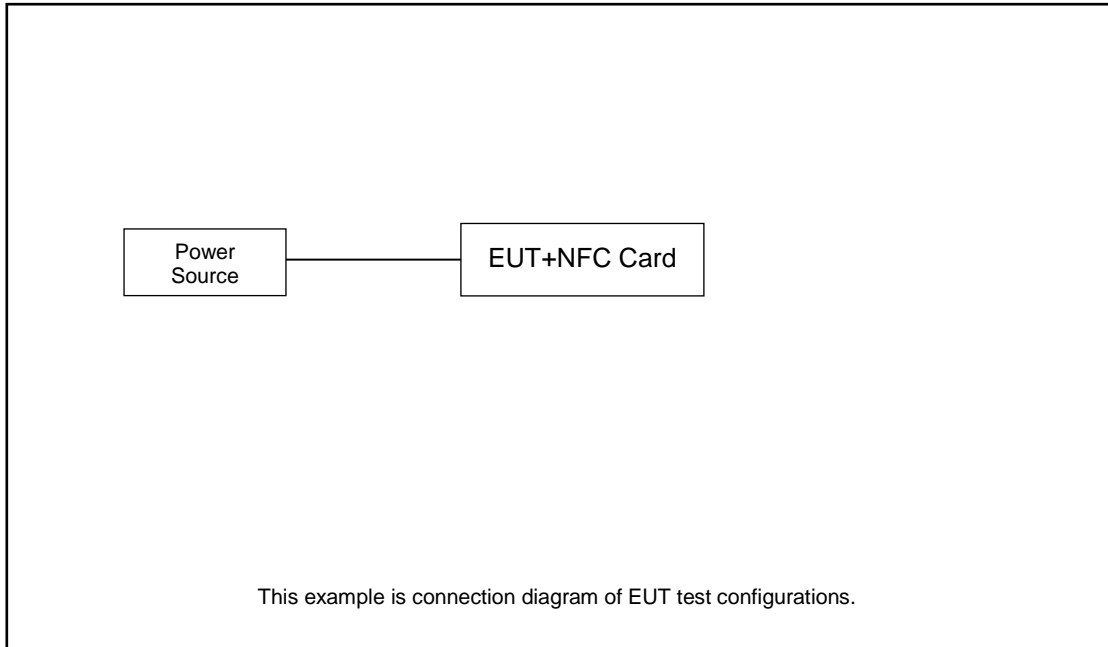 Power
Source
EUT+NFC Card
This example is connection diagram of EUT test configurations.